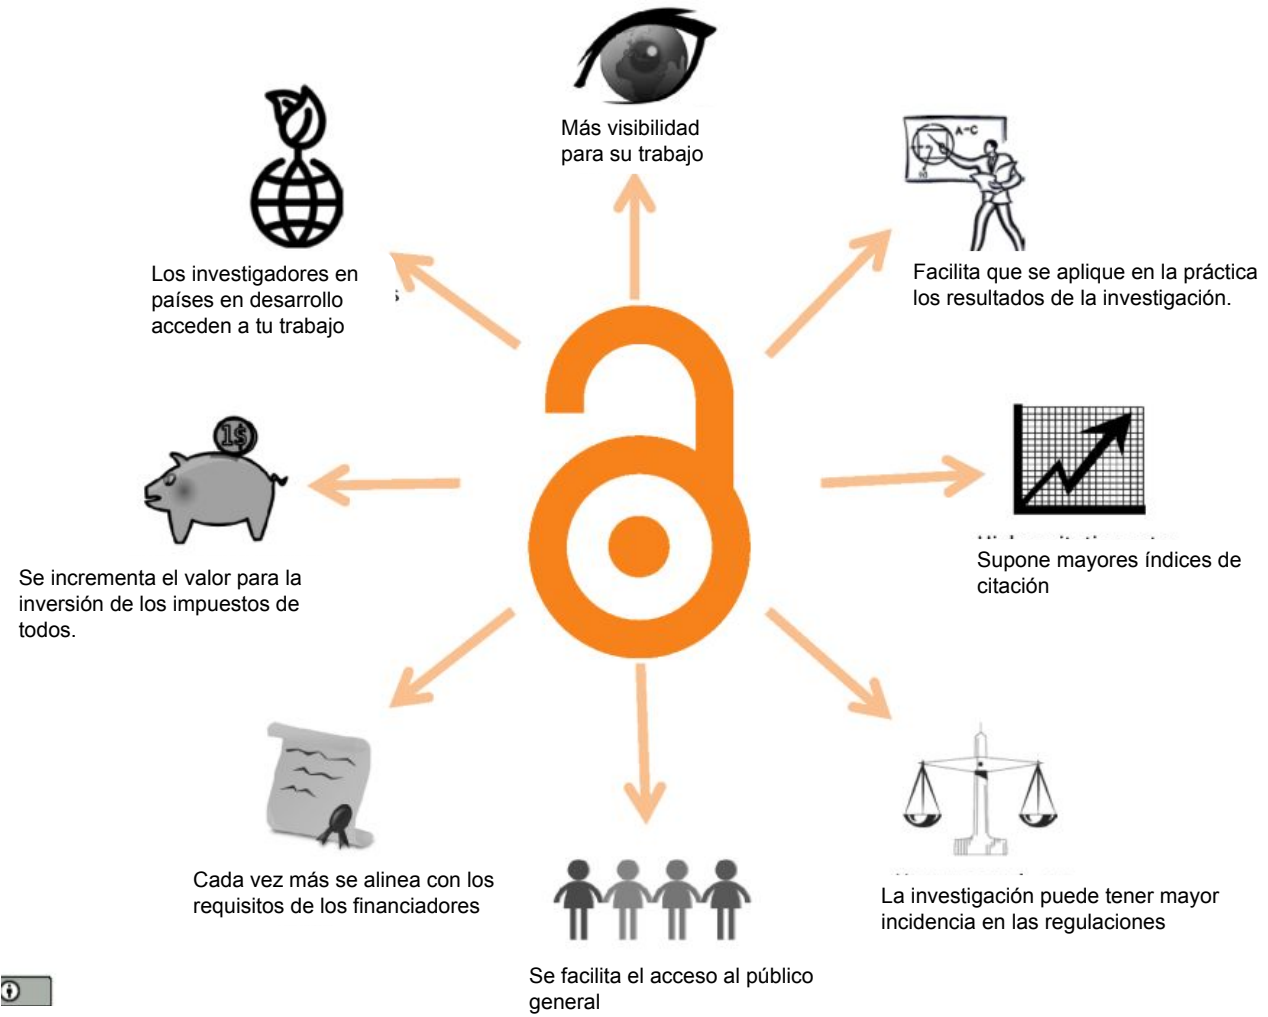 Más visibilidad
para su trabajo
A-C
Facilita que se aplique en la práctica
los resultados de la investigación.
Los investigadores en
países en desarrollo
acceden a tu trabajo
1$
Supone mayores índices de
citación
Se incrementa el valor para la
inversión de los impuestos de
todos.
Cada vez más se alinea con los
requisitos de los financiadores
La investigación puede tener mayor
incidencia en las regulaciones
Se facilita el acceso al público
general